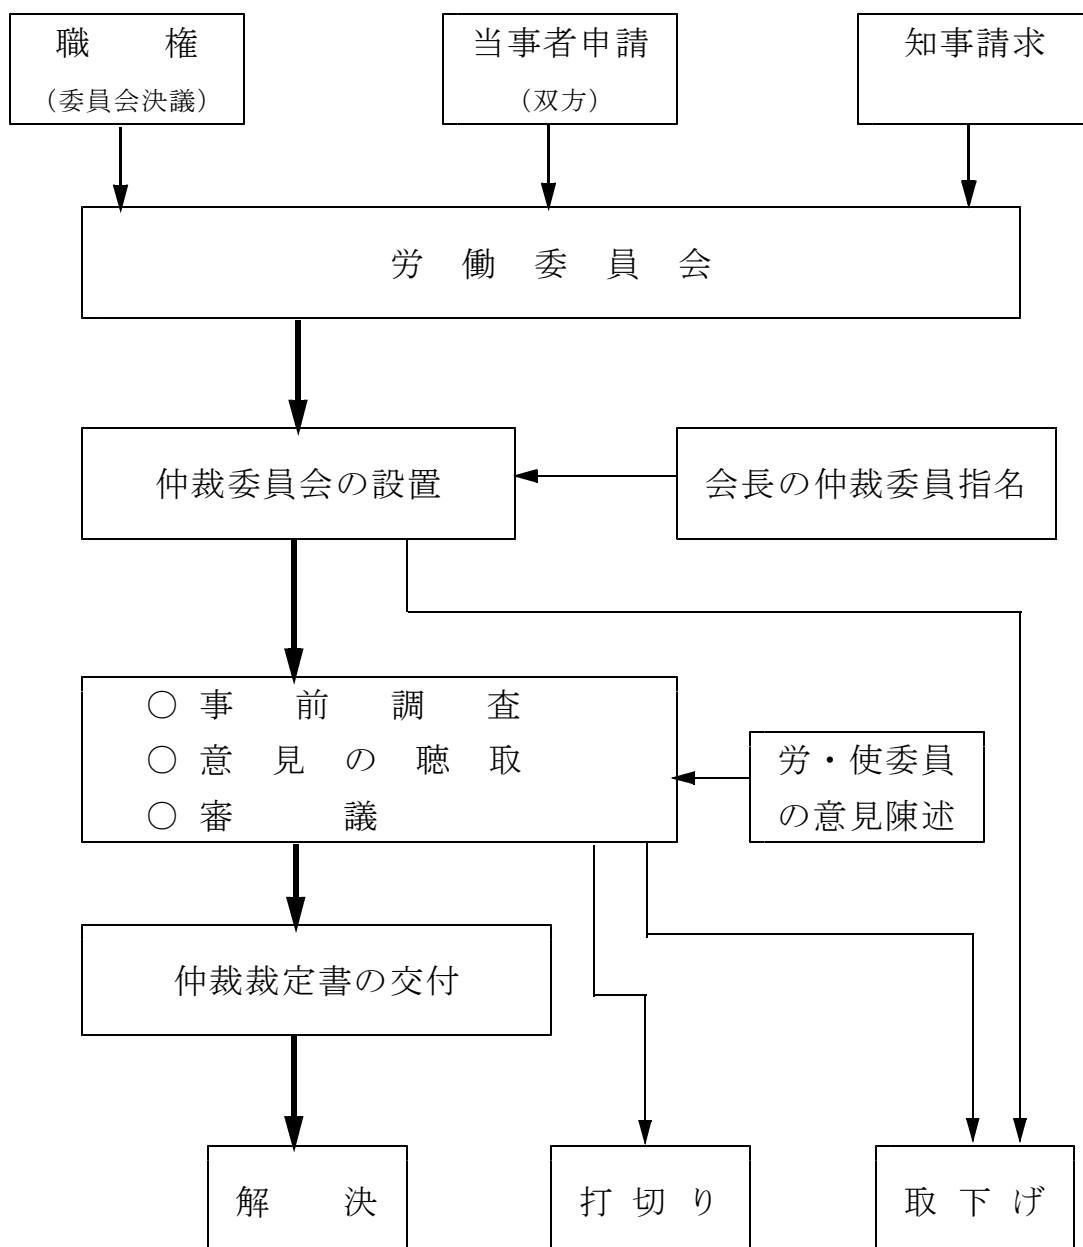 職権
（委員会決議）
当事者申請
（双方）
知事請求
労働委員会
仲裁委員会の設置
会長の仲裁委員指名
○事前調査
○意見の聴取
○審議
労・使委員
の意見陳述
仲裁裁定書の交付
解決
打切り
取下げ